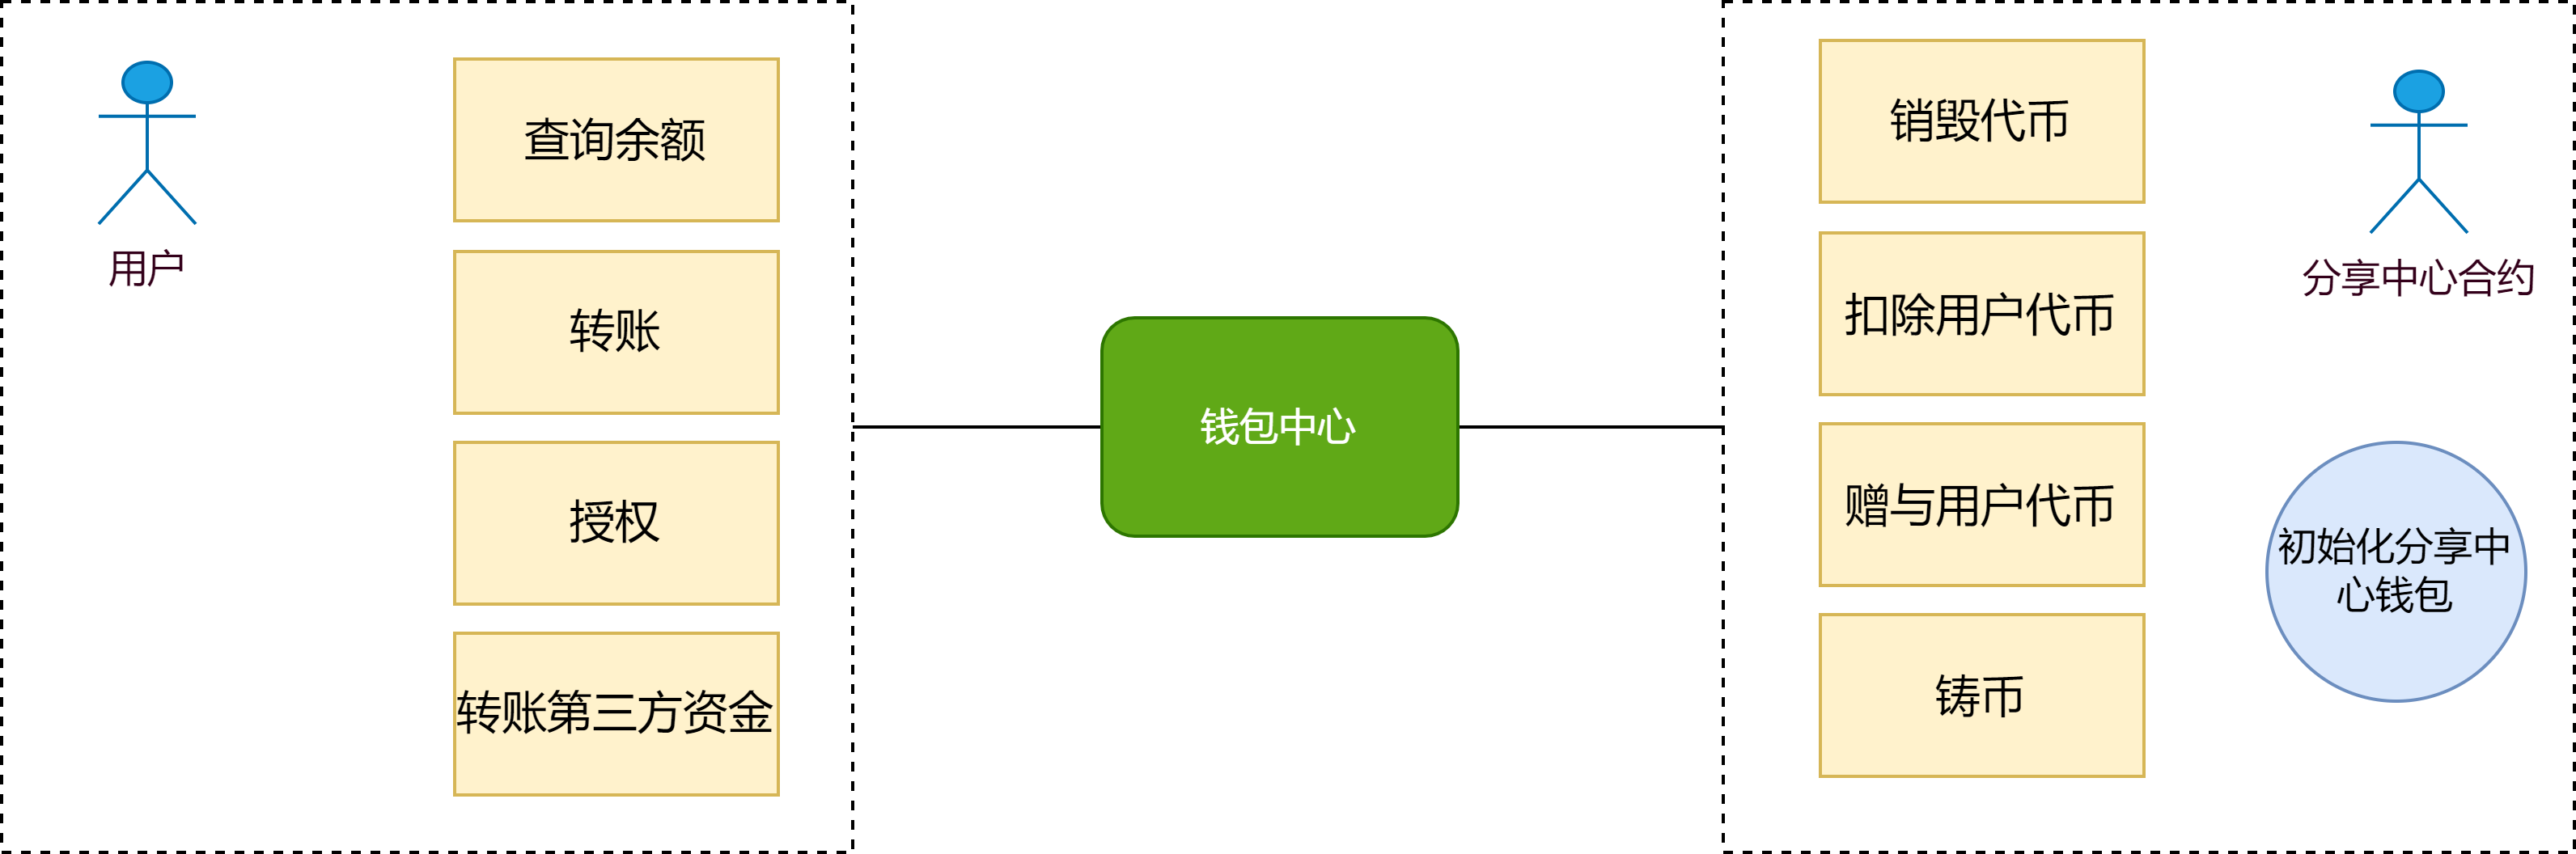 用户
查询余额
转账
授权
转账第三方资金
钱包中心
销毁代币
扣除用户代币
赠与用户代币
铸币
分享中心合约
初始化分享中
心钱包